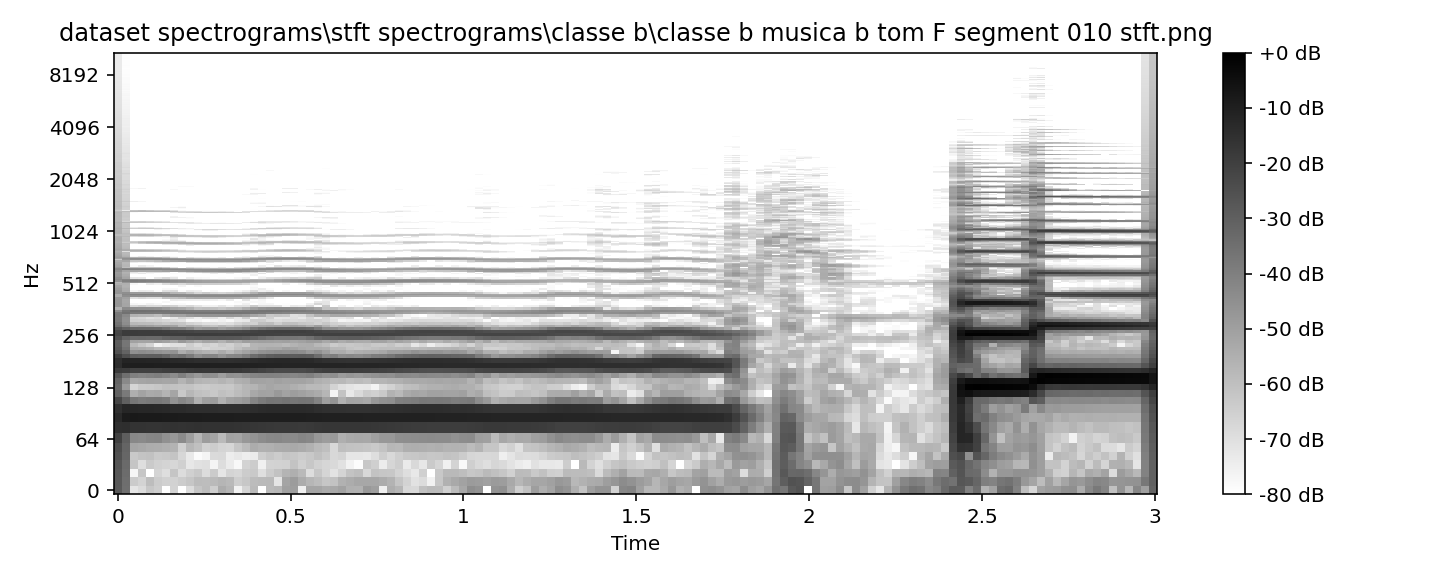 dataset spectrograms\stft spectrograms\classe b\classe b musica b tom F segment 010 stft.png
Hz
8192
4096
2048
1024
512
256
128
64
0
0
0.5
1
1.5
2
2.5
3
Time
+0 dB
-10 dB
-20 dB
-30 dB
-40 dB
-50 dB
-60 dB
-70 dB
-80 dB